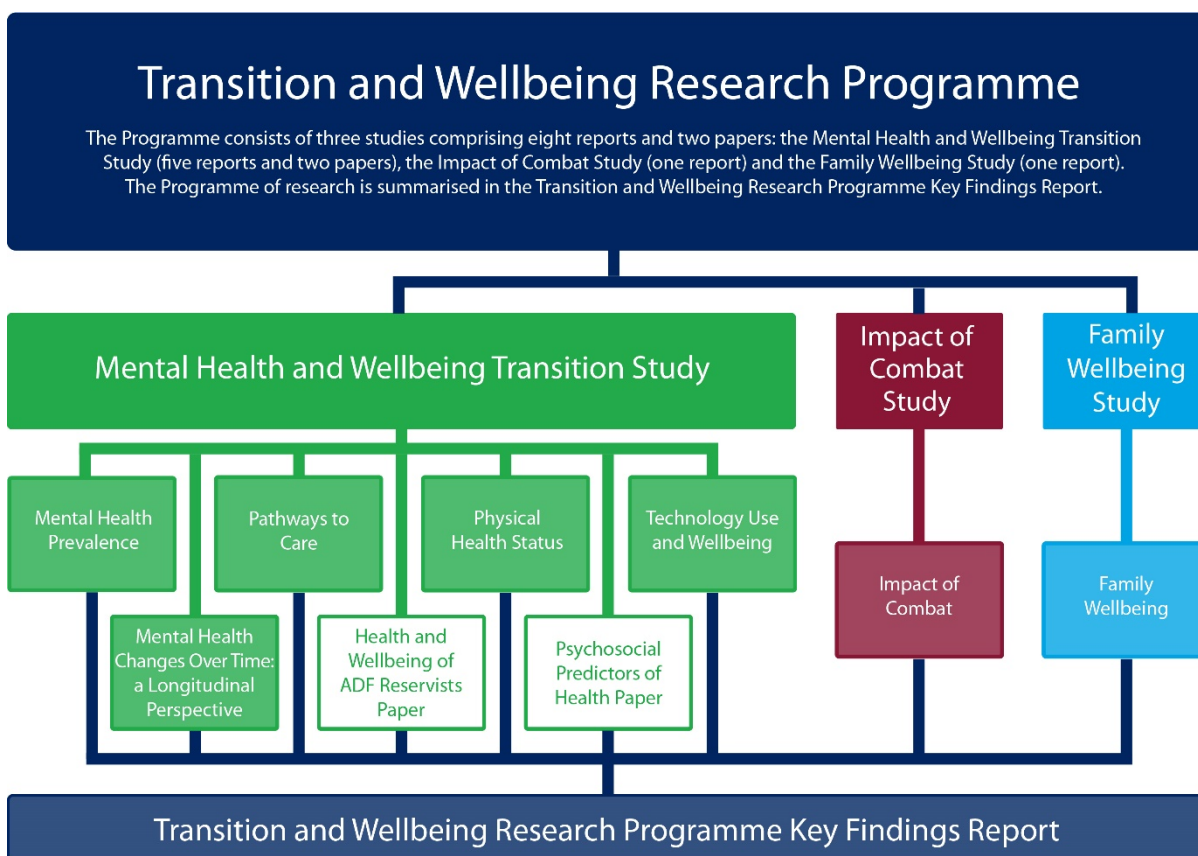 Transition and Wellbeing Research Programme
The Programme consists of three studies comprising eight reports and two papers: the Mental Health and Wellbeing Transition
Study (five reports and two papers), the Impact of Combat Study (one report) and the Family Wellbeing Study (one report).
The Programme of research is summarised in the Transition and Wellbeing Research Programme Key Findings Report.
Mental Health and Wellbeing Transition Study
Impact of
Combat
Study
Family
Wellbeing
Study
Mental Health
Prevalence
Pathways to
Care
Physical
Health Status
Technology Use
and Wellbeing
Impact of
Combat
Family
Wellbeing
Mental Health
Changes Over Time:
a Longitudinal
Perspective
Health and
Wellbeing of
ADF Reservists
Paper
Psychosocial
Predictors of
Health Paper
Transition and Wellbeing Research Programme Key Findings Report